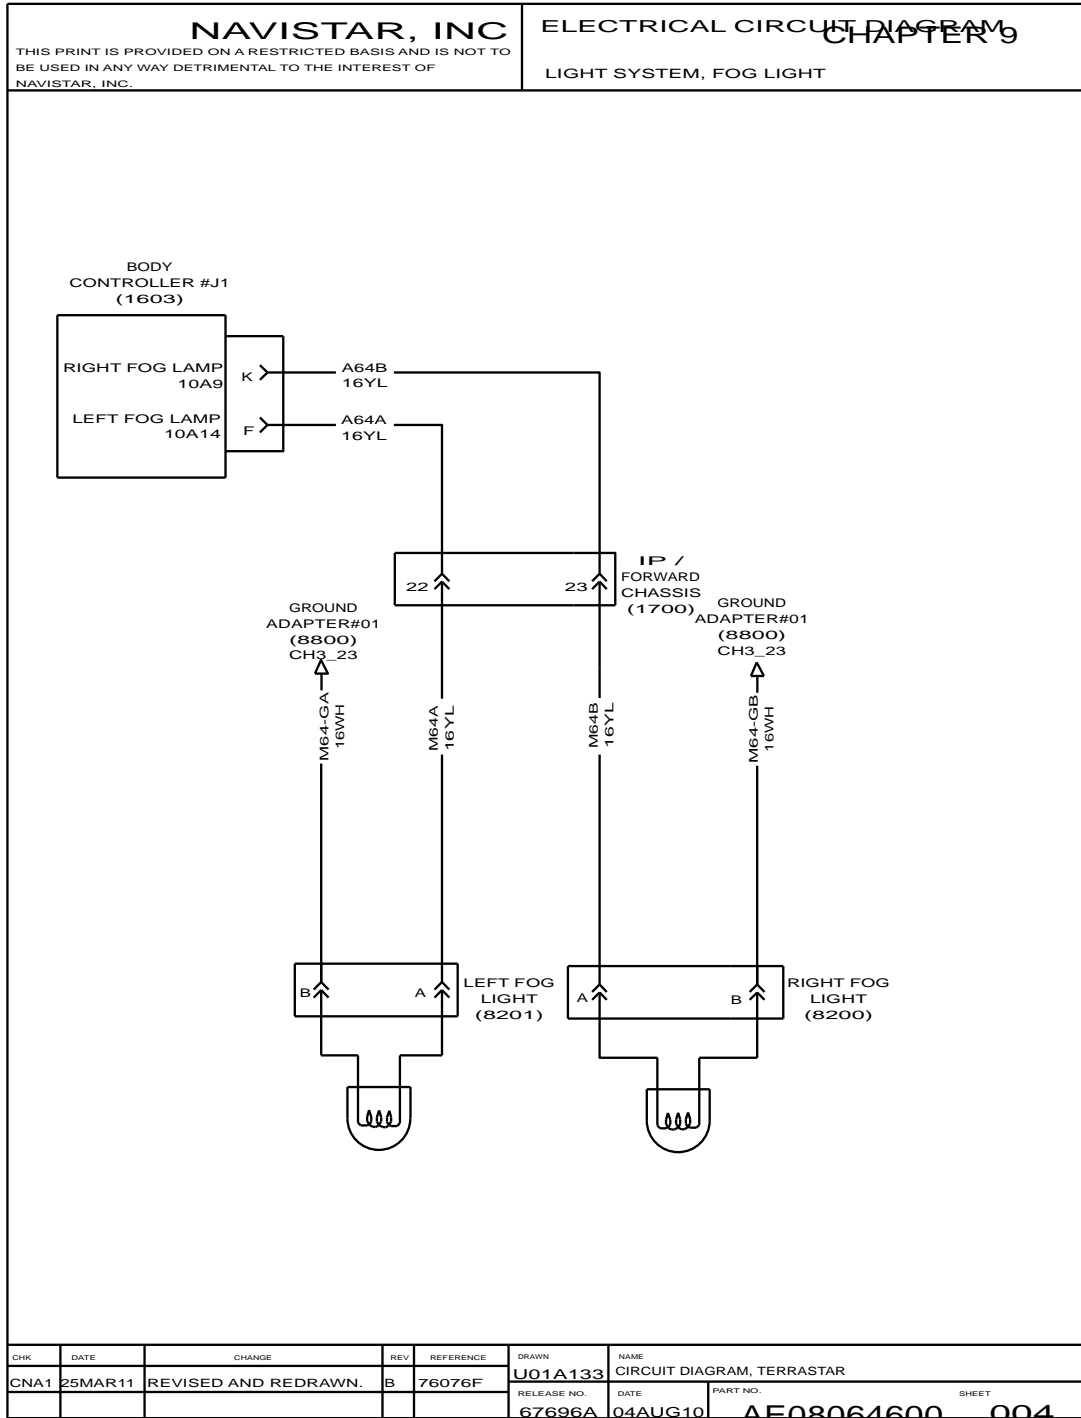 NAVISTAR, INC
THIS PRINT IS PROVIDED ON A RESTRICTED BASIS AND IS NOT TO
BE USED IN ANY WAY DETRIMENTAL TO THE INTEREST OF
NAVISTAR, INC.
ELECTRICAL CIRCUIT DIAGRAM
CHAPTER 9
LIGHT SYSTEM, FOG LIGHT
BODY
CONTROLLER #J1
(1603)
RIGHT FOG LAMP
10A9
K
A64B
16YL
LEFT FOG LAMP
10A14
F
A64A
16YL
22
23
IP /
FORWARD
CHASSIS
(1700)
GROUND
ADAPTER#01
(8800)
CH3_23
GROUND
ADAPTER#01
(8800)
CH3_23
M64-GA
16WH
M64A
16YL
M64B
16YL
M64-GB
16WH
B
A
LEFT FOG
LIGHT
(8201)
A
B
RIGHT FOG
LIGHT
(8200)
CHK DATE CHANGE REV REFERENCE
CNA1 25MAR11 REVISED AND REDRAWN. B 76076F
DRAWN
U01A133
NAME
CIRCUIT DIAGRAM, TERRASTAR
RELEASE NO.
67696A
DATE
04AUG10
PART NO.
AE08064600
SHEET
004